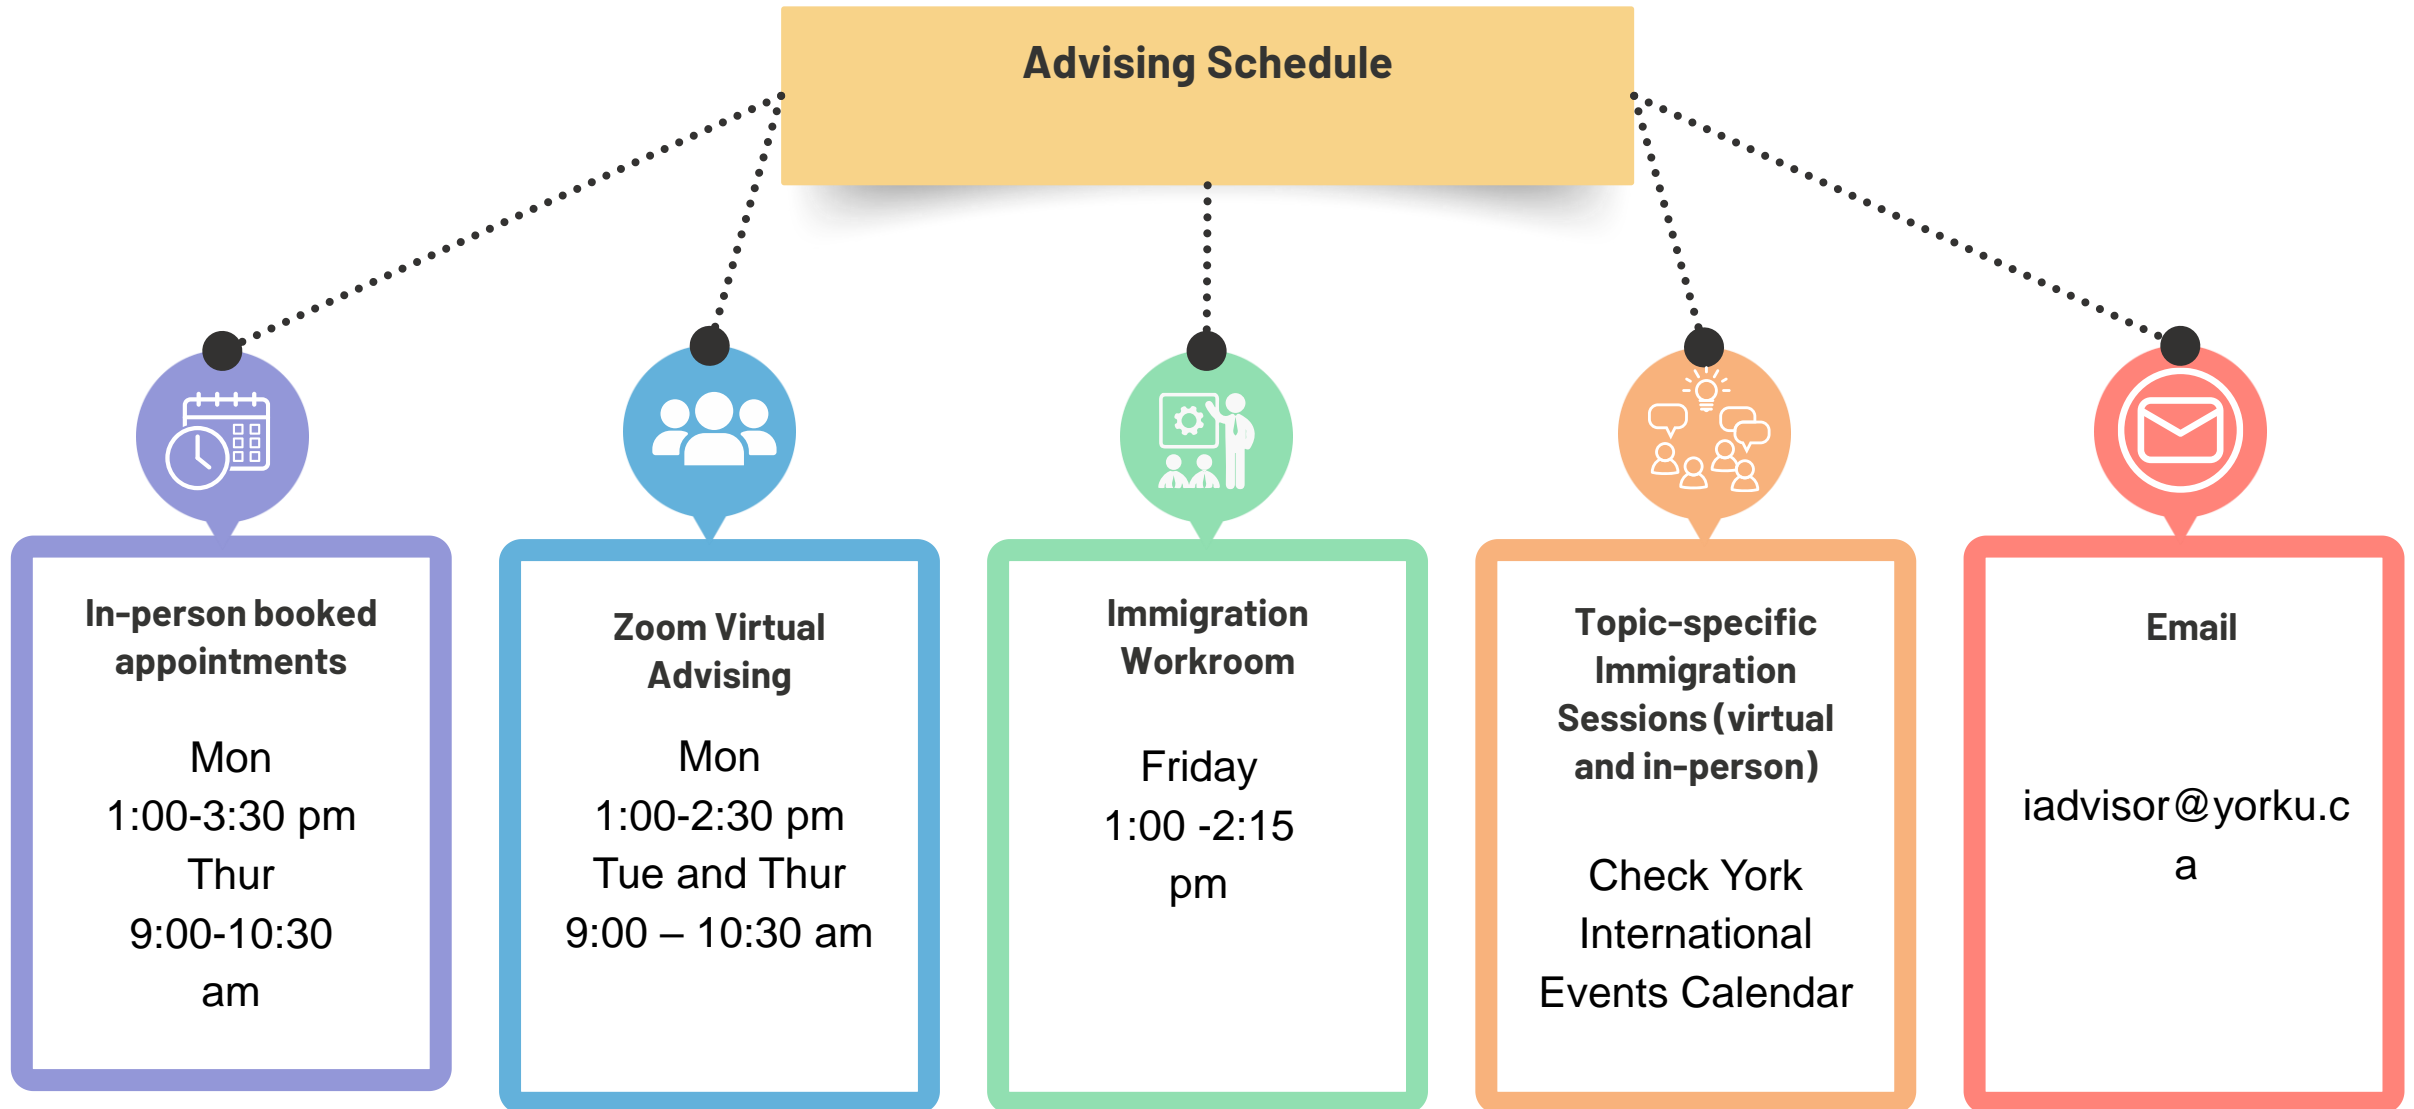 Advising Schedule
In-person booked
appointments
Mon
1:00-3:30 pm
Thur
9:00-10:30
am
Zoom Virtual
Advising
Mon
1:00-2:30 pm
Tue and Thur
9:00 – 10:30 am
Immigration
Workroom
Friday
1:00 -2:15
pm
Topic-specific
Immigration
Sessions (virtual
and in-person)
Check York
International
Events Calendar
Email
iadvisor@yorku.c
a